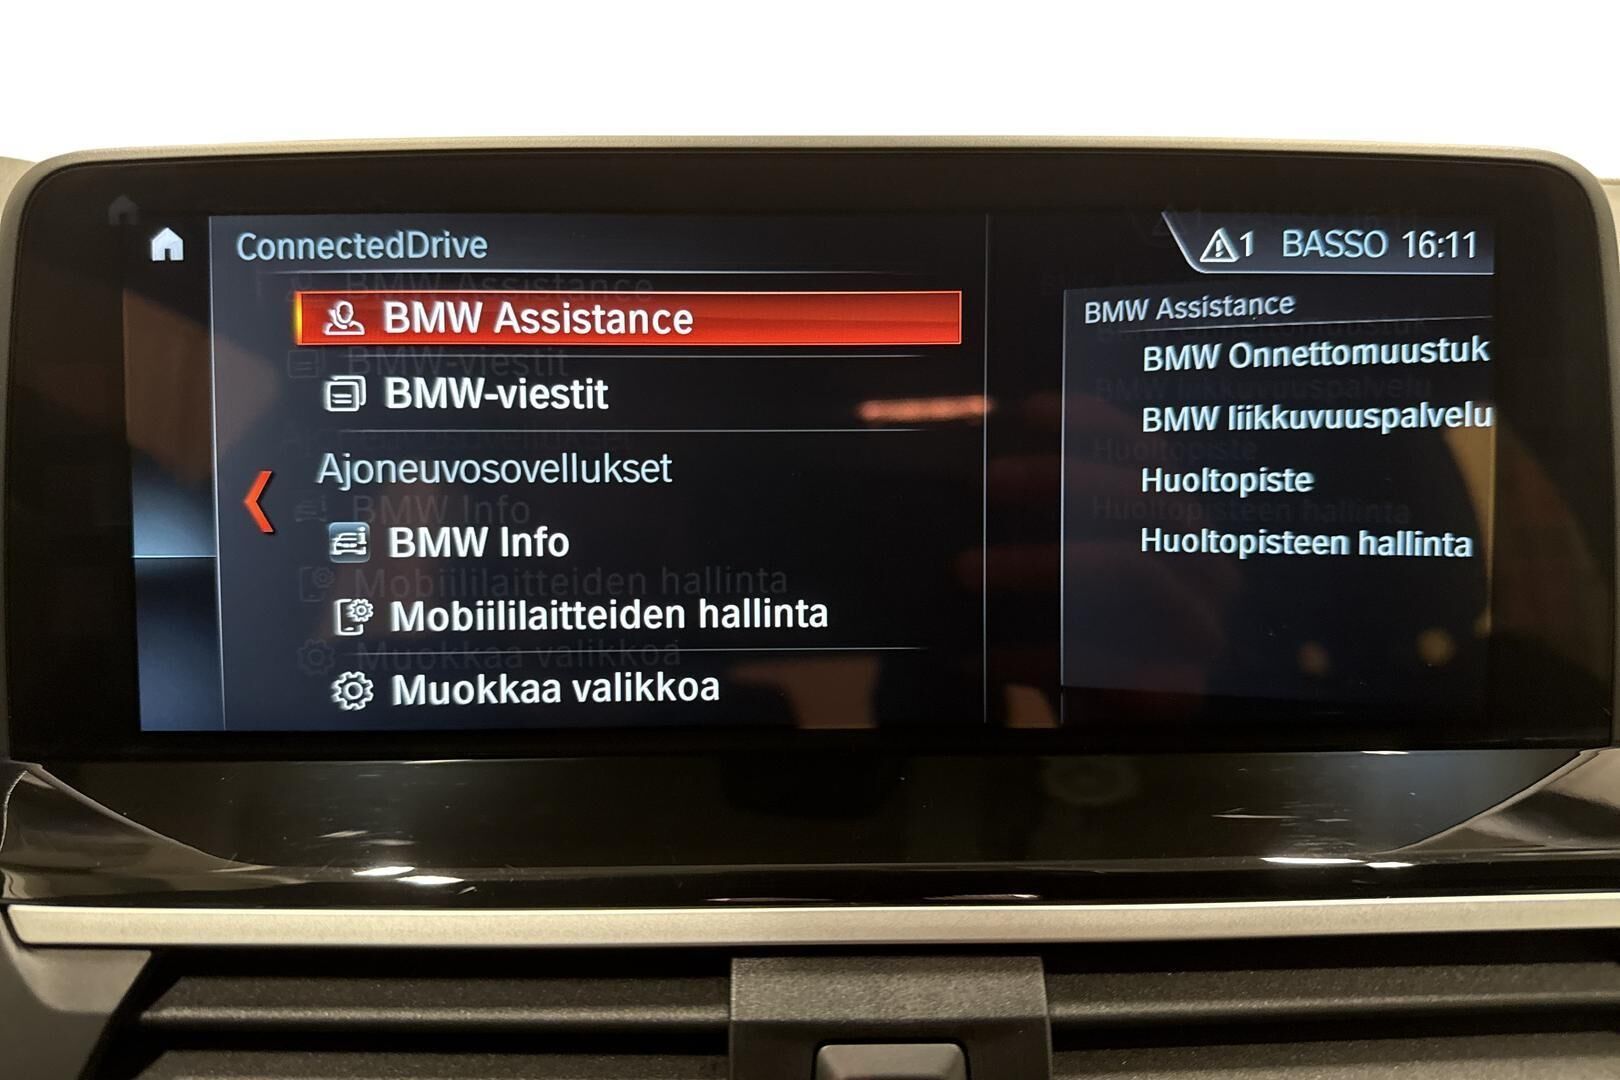 ConnectedDrive
1 BASSO 16:11
BMW Assistance
BMW-viestit
Ajoneuvosovellukset
BMW Info
Mobiililaitteiden hallinta
Muokkaa valikkoa
BMW Assistance
BMW Onnettomuustuk
BMW liikkuvuuspalvelu
Huoltopiste
Huoltopisteen hallinta